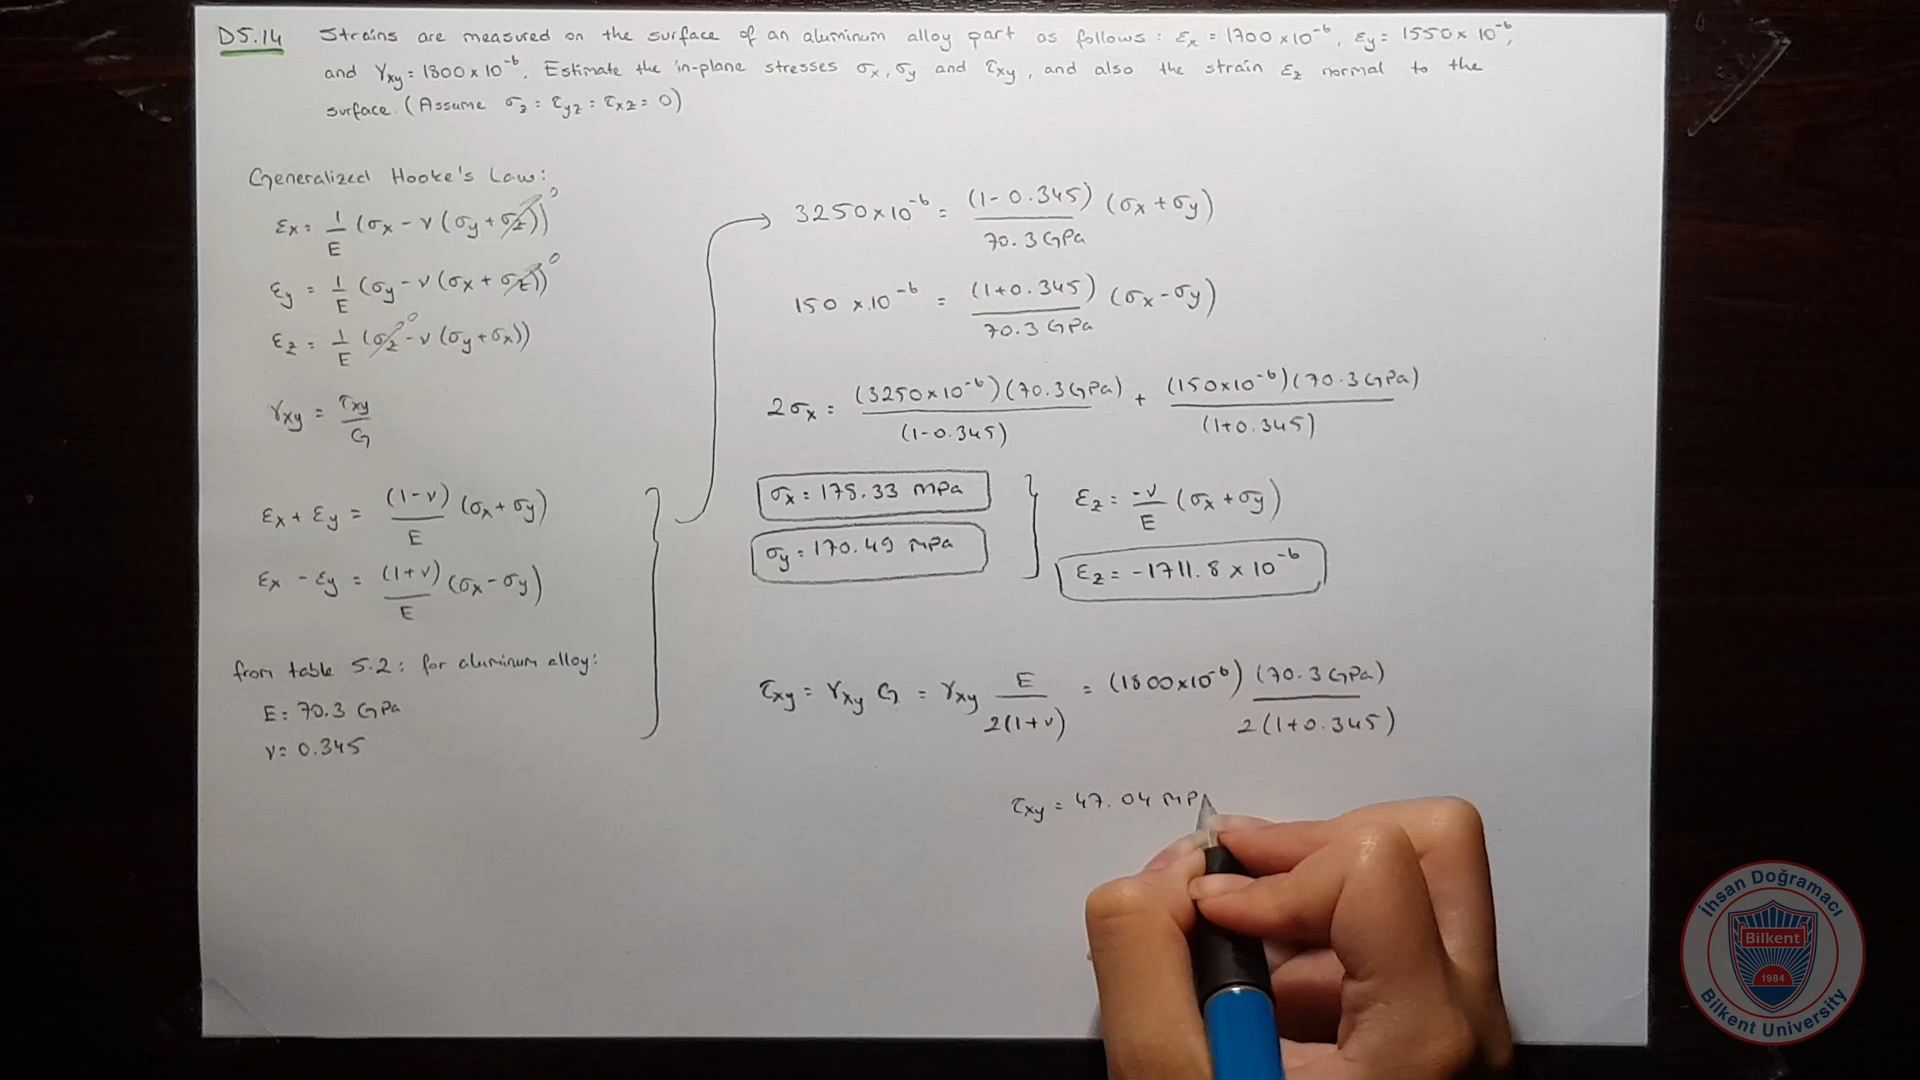 D5.14 Strains are measured on the surface of an aluminum alloy part as follows: εx = 1700 × 10⁻⁶, εy = 1550 × 10⁻⁶,
and γxy = 1800 × 10⁻⁶. Estimate the in-plane stresses σx, σy and τxy, and also the strain εz normal to the
surface. (Assume σz = τyz = τxz = 0)
Generalized Hooke's Law:
εx = 1/E (σx - ν (σy + σz)) 0
εy = 1/E (σy - ν (σx + σz)) 0
εz = 1/E (σz 0 - ν (σy + σx))
γxy = τxy/G
εx + εy = (1-ν)/E (σx + σy)
εx - εy = (1+ν)/E (σx - σy)
from table 5.2: for aluminum alloy:
E = 70.3 GPa
ν = 0.345
3250 × 10⁻⁶ = (1 - 0.345)/70.3 GPa (σx + σy)
150 × 10⁻⁶ = (1+0.345)/70.3 GPa (σx - σy)
2σx = (3250 × 10⁻⁶)(70.3 GPa)/(1 - 0.345) + (150 × 10⁻⁶)(70.3 GPa)/(1+0.345)
σx = 178.33 MPa
σy = 170.49 MPa
εz = -ν/E (σx + σy)
εz = -1711.8 × 10⁻⁶
τxy = γxy G = γxy E/2(1+ν) = (1800 × 10⁻⁶) (70.3 GPa)/2(1+0.345)
τxy = 47.04 MPa
İhsan Doğramacı
Bilkent
1984
Bilkent University